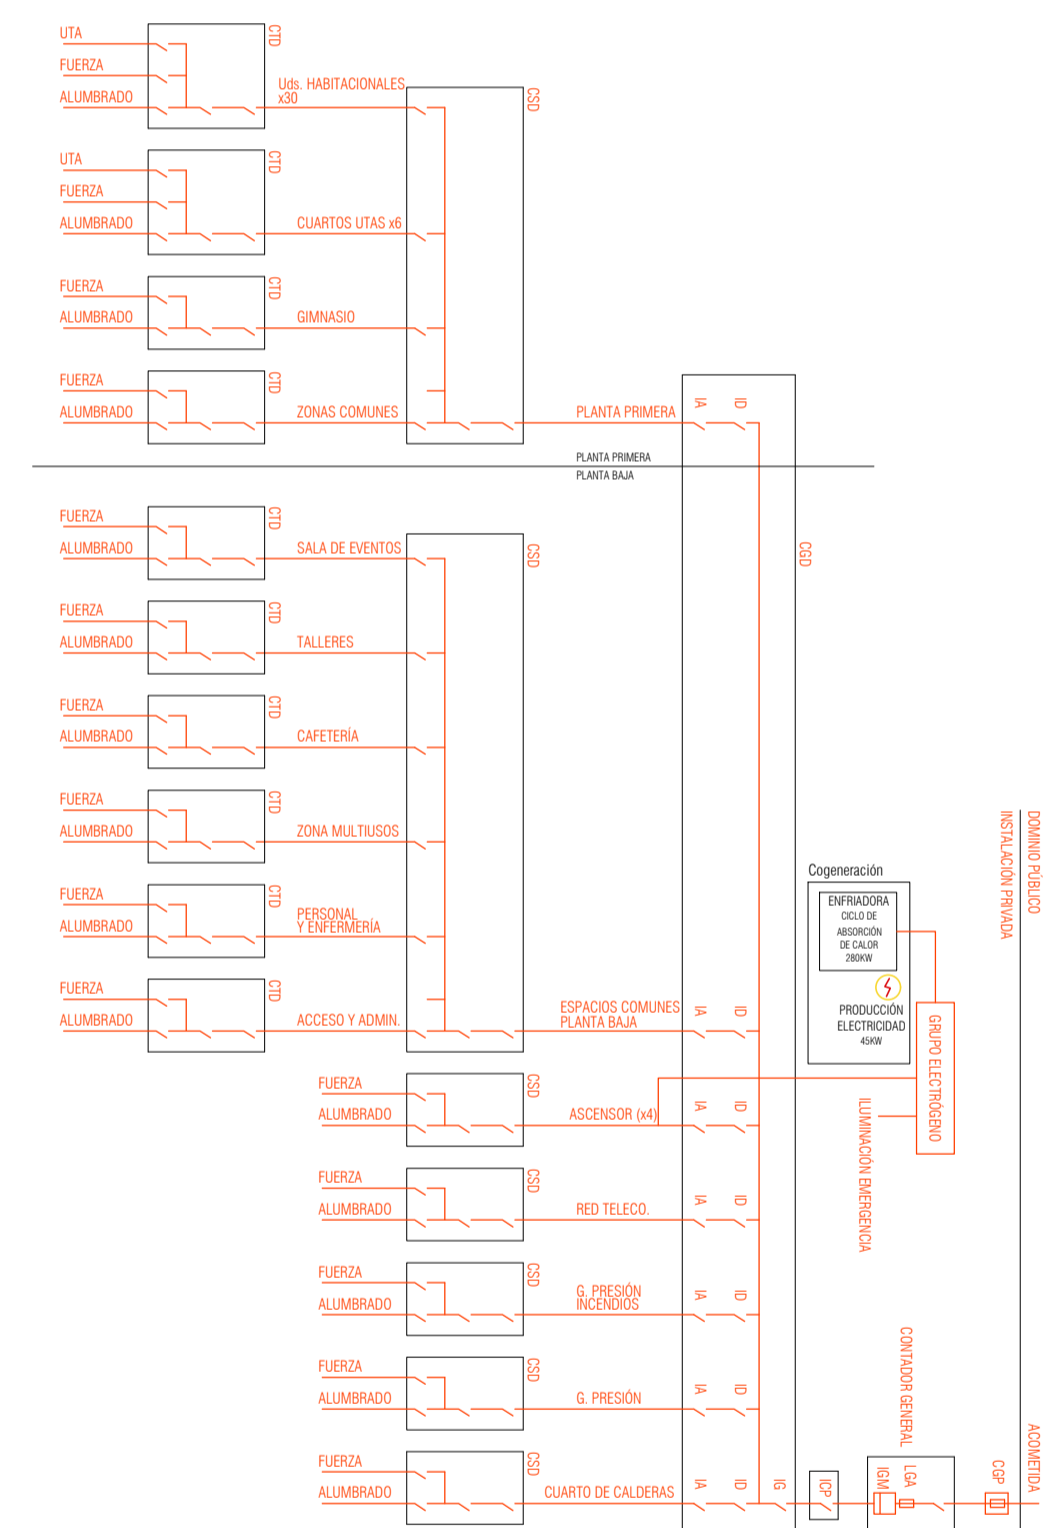 UTA
FUERZA
ALUMBRADO
CTD
Uds. HABITACIONALES
x30
CSD
UTA
FUERZA
ALUMBRADO
CTD
CUARTOS UTAS x6
FUERZA
ALUMBRADO
CTD
GIMNASIO
FUERZA
ALUMBRADO
CTD
ZONAS COMUNES
PLANTA PRIMERA
IA
ID
PLANTA PRIMERA
PLANTA BAJA
CGD
FUERZA
ALUMBRADO
CTD
SALA DE EVENTOS
CSD
FUERZA
ALUMBRADO
CTD
TALLERES
FUERZA
ALUMBRADO
CTD
CAFETERÍA
FUERZA
ALUMBRADO
CTD
ZONA MULTIUSOS
FUERZA
ALUMBRADO
CTD
PERSONAL
Y ENFERMERÍA
FUERZA
ALUMBRADO
CTD
ACCESO Y ADMIN.
ESPACIOS COMUNES
PLANTA BAJA
IA
ID
Cogeneración
ENFRIADORA
CICLO DE
ABSORCIÓN
DE CALOR
280KW
PRODUCCIÓN
ELECTRICIDAD
45KW
GRUPO ELECTRÓGENO
ILUMINACIÓN EMERGENCIA
DOMINIO PÚBLICO
INSTALACIÓN PRIVADA
FUERZA
ALUMBRADO
CSD
ASCENSOR (x4)
IA
ID
FUERZA
ALUMBRADO
CSD
RED TELECO.
IA
ID
FUERZA
ALUMBRADO
CSD
G. PRESIÓN
INCENDIOS
IA
ID
FUERZA
ALUMBRADO
CSD
G. PRESIÓN
IA
ID
FUERZA
ALUMBRADO
CSD
CUARTO DE CALDERAS
IA
ID
IG
ICP
CONTADOR GENERAL
IGM
LGA
CGP
ACOMETIDA